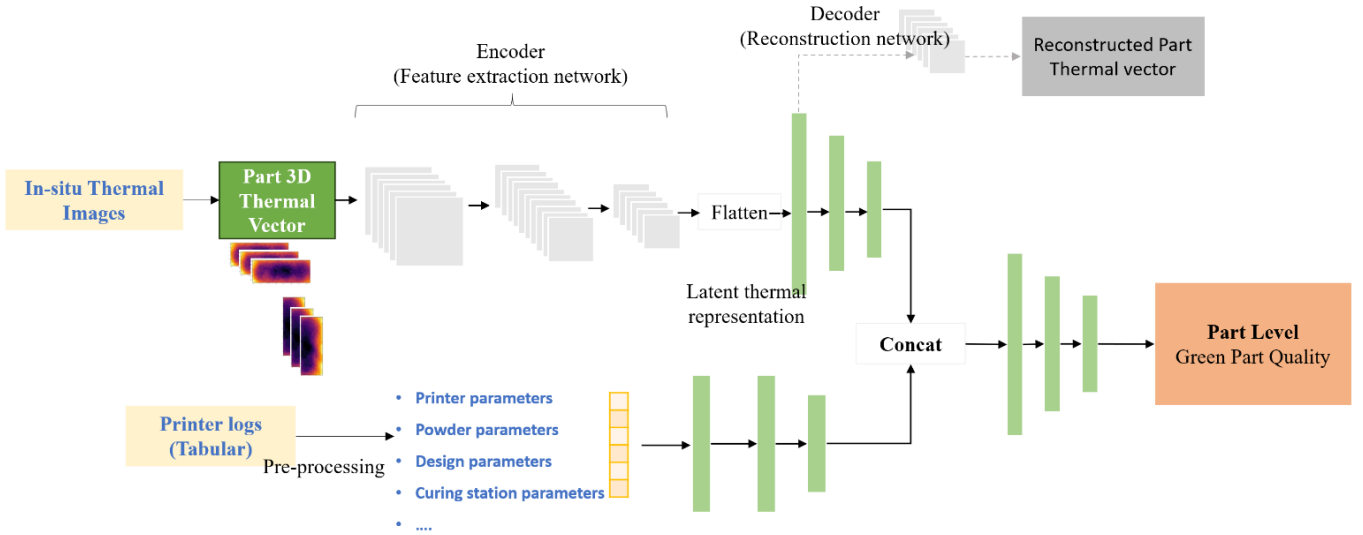 Decoder
(Reconstruction network)
Reconstructed Part
Thermal vector
Encoder
(Feature extraction network)
In-situ Thermal
Images
Part 3D
Thermal
Vector
Flatten
Latent thermal
representation
Concat
Part Level
Green Part Quality
Printer logs
(Tabular)
Pre-processing
• Printer parameters
• Powder parameters
• Design parameters
• Curing station parameters
• ....